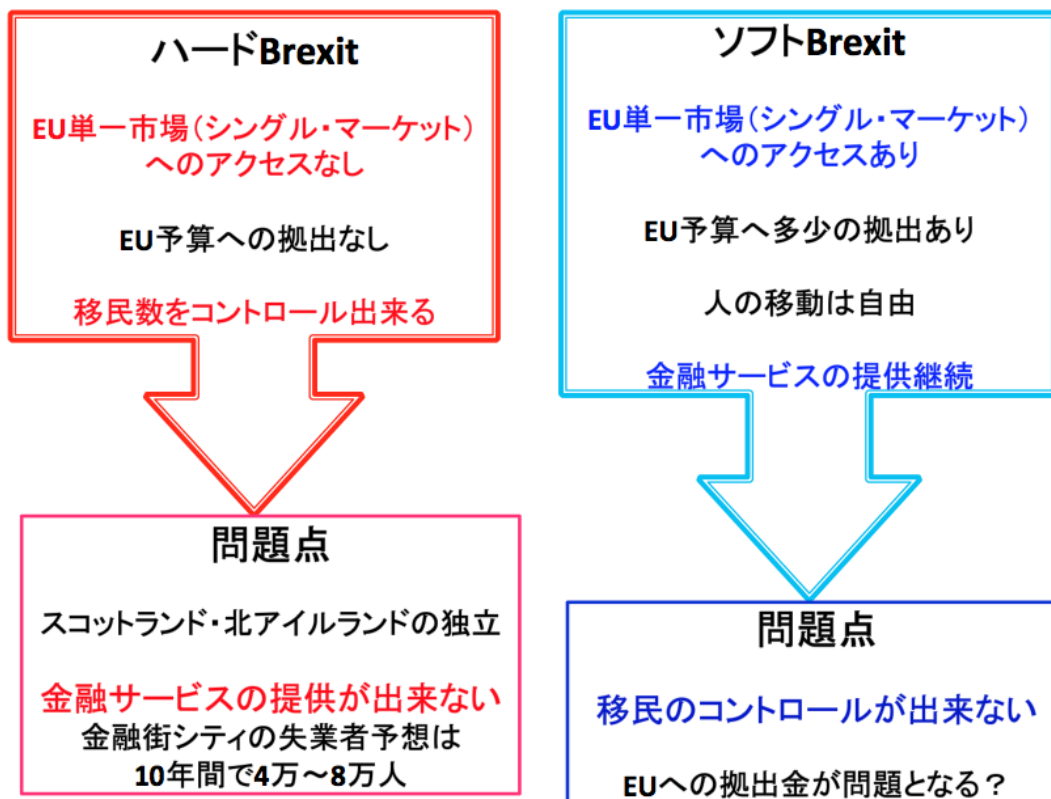 ハードBrexit
EU単一市場（シングル・マーケット）
へのアクセスなし
EU予算への拠出なし
移民数をコントロール出来る
問題点
スコットランド・北アイルランドの独立
金融サービスの提供が出来ない
金融街シティの失業者予想は
10年間で4万～8万人
ソフトBrexit
EU単一市場（シングル・マーケット）
へのアクセスあり
EU予算へ多少の拠出あり
人の移動は自由
金融サービスの提供継続
問題点
移民のコントロールが出来ない
EUへの拠出金が問題となる？